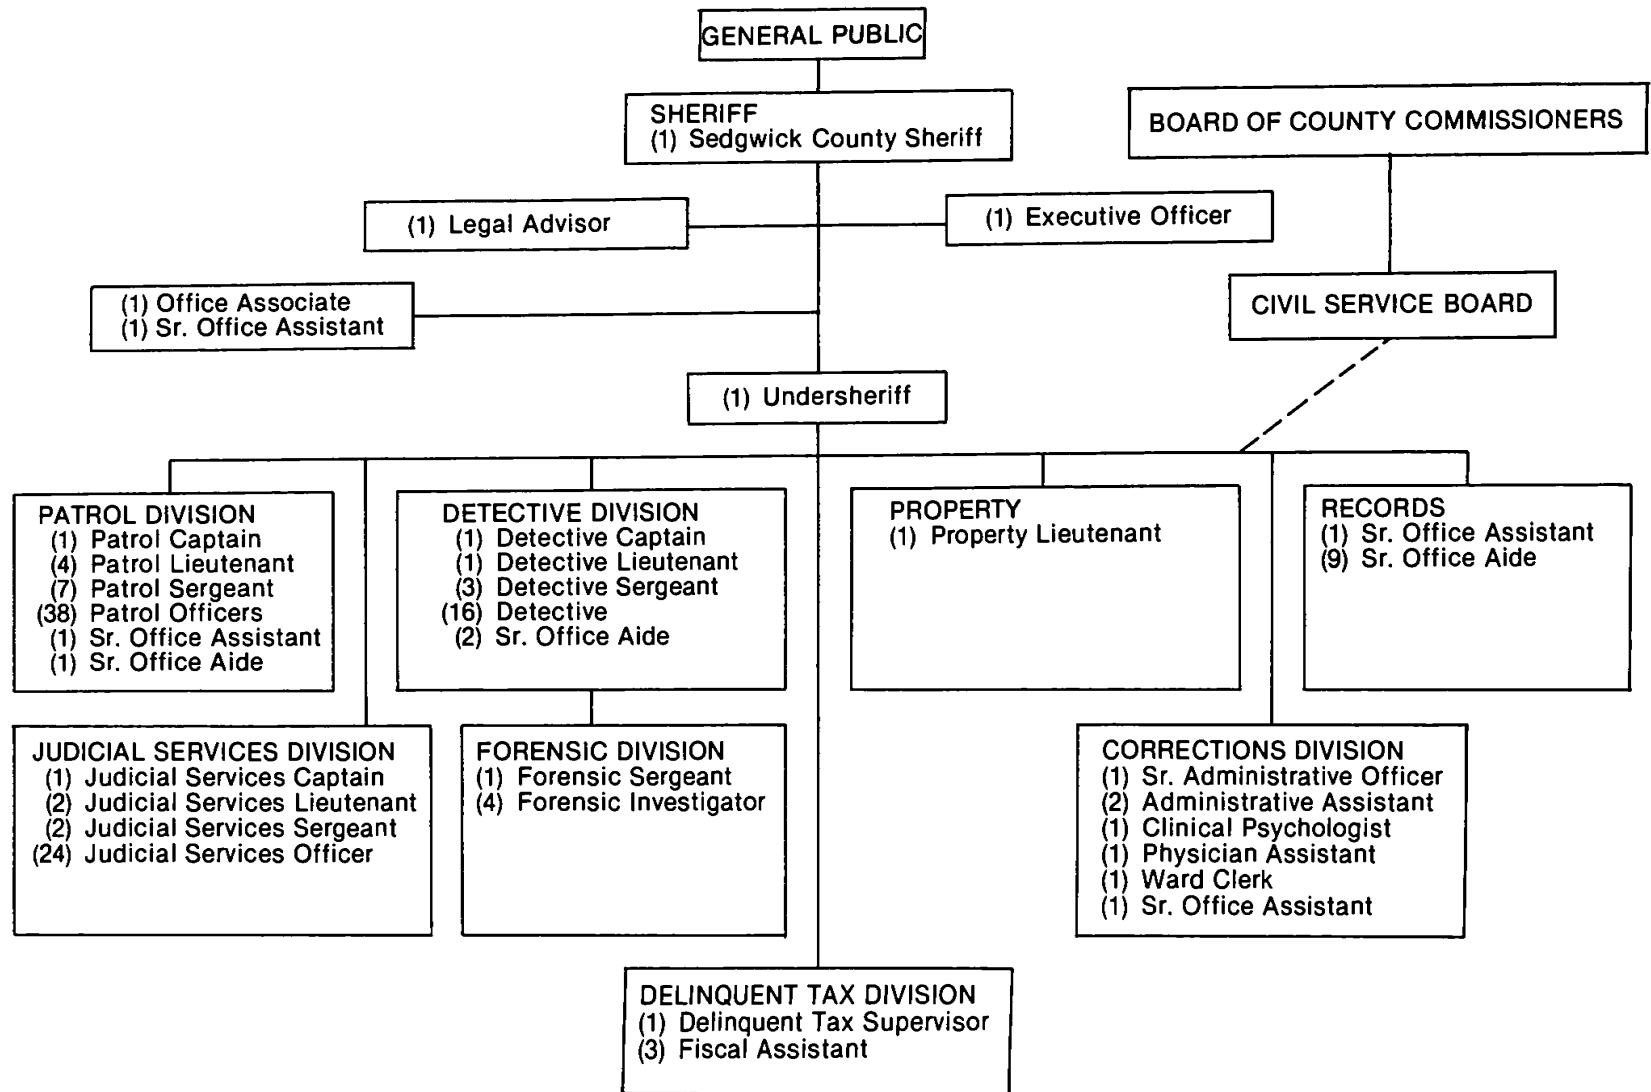 GENERAL PUBLIC
SHERIFF
(1) Sedgwick County Sheriff
BOARD OF COUNTY COMMISSIONERS
(1) Legal Advisor
(1) Executive Officer
(1) Office Associate
(1) Sr. Office Assistant
CIVIL SERVICE BOARD
(1) Undersheriff
PATROL DIVISION
(1) Patrol Captain
(4) Patrol Lieutenant
(7) Patrol Sergeant
(38) Patrol Officers
(1) Sr. Office Assistant
(1) Sr. Office Aide
DETECTIVE DIVISION
(1) Detective Captain
(1) Detective Lieutenant
(3) Detective Sergeant
(16) Detective
(2) Sr. Office Aide
PROPERTY
(1) Property Lieutenant
RECORDS
(1) Sr. Office Assistant
(9) Sr. Office Aide
JUDICIAL SERVICES DIVISION
(1) Judicial Services Captain
(2) Judicial Services Lieutenant
(2) Judicial Services Sergeant
(24) Judicial Services Officer
FORENSIC DIVISION
(1) Forensic Sergeant
(4) Forensic Investigator
CORRECTIONS DIVISION
(1) Sr. Administrative Officer
(2) Administrative Assistant
(1) Clinical Psychologist
(1) Physician Assistant
(1) Ward Clerk
(1) Sr. Office Assistant
DELINQUENT TAX DIVISION
(1) Delinquent Tax Supervisor
(3) Fiscal Assistant